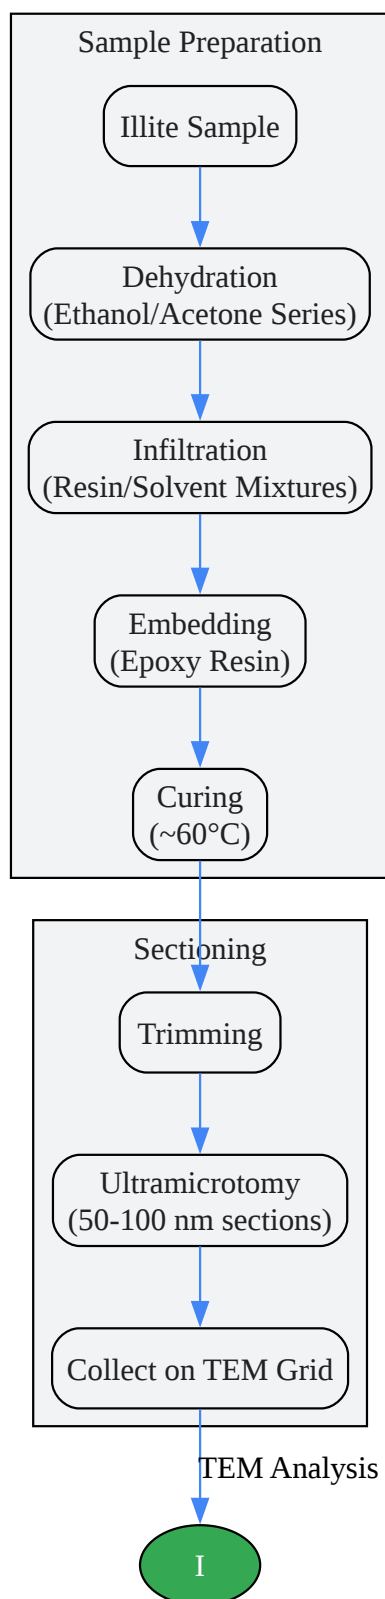 Sample Preparation
Illite Sample
Dehydration
(Ethanol/Acetone Series)
Infiltration
(Resin/Solvent Mixtures)
Embedding
(Epoxy Resin)
Curing
(~60°C)
Sectioning
Trimming
Ultramicrotomy
(50-100 nm sections)
Collect on TEM Grid
TEM Analysis
I